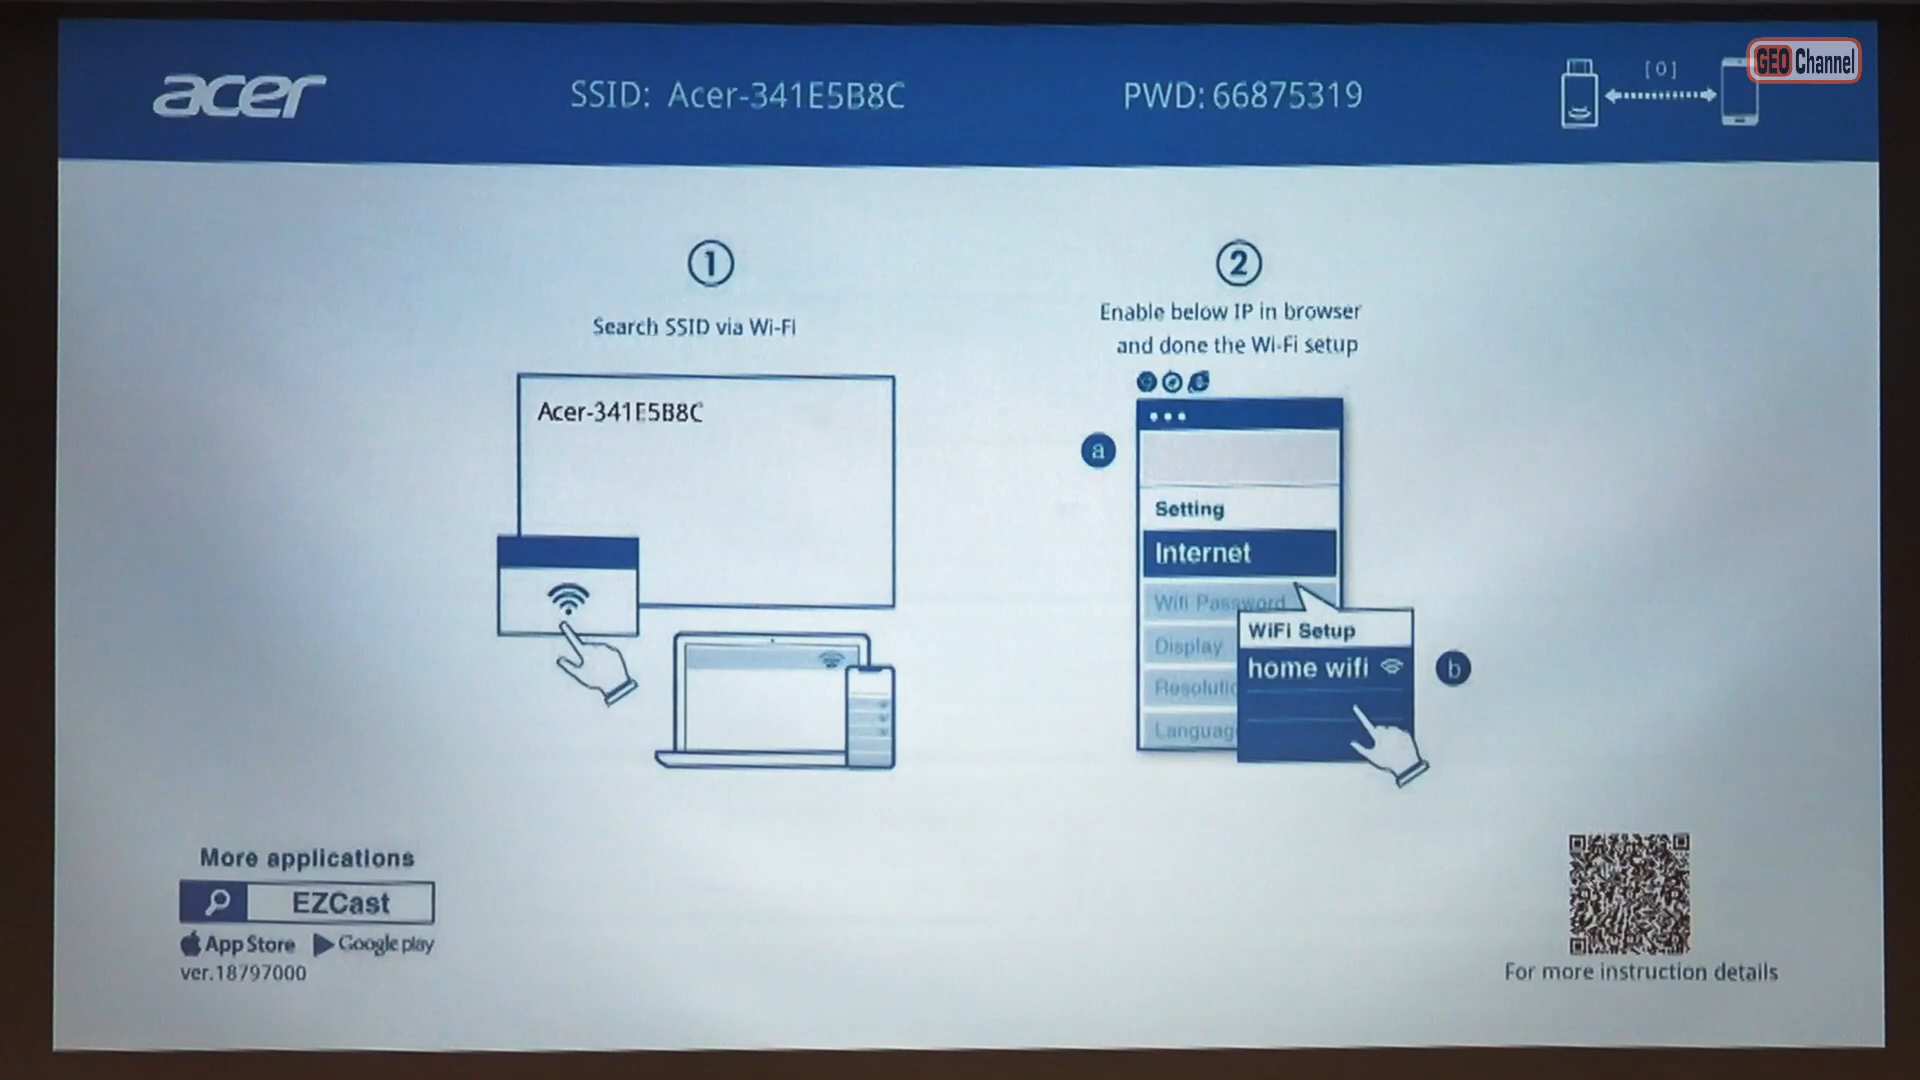 acer
SSID: Acer-341E5B8C
PWD: 66875319
[0]
GEO Channel
1
Search SSID via Wi-Fi
Acer-341E5B8C
2
Enable below IP in browser
and done the Wi-Fi setup
a
Setting
Internet
Wifi Password
Display
Resolutio
Languag
WiFi Setup
home wifi
b
More applications
EZCast
App Store Google play
ver.18797000
For more instruction details